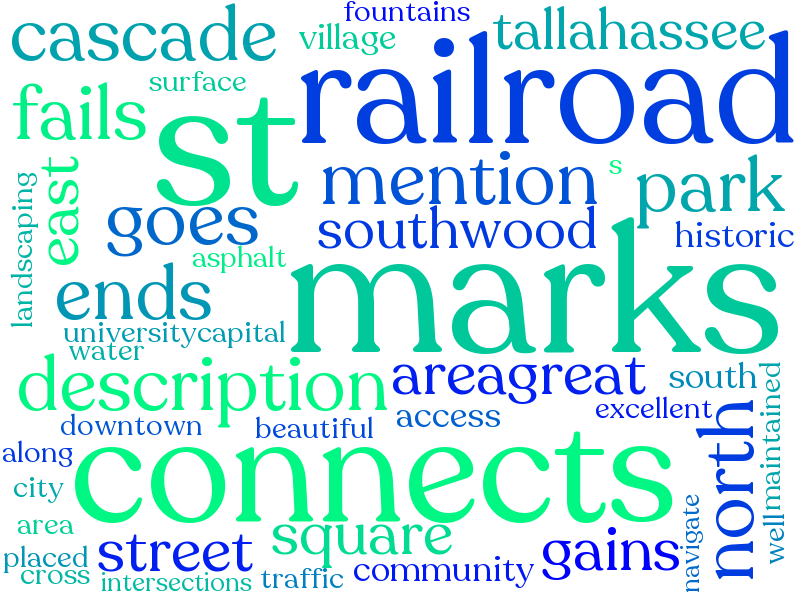 fountains
cascade
village
tallahassee
railroad
surface
fails
st
mention
s
park
east
landscaping
goes
southwood
historic
asphalt
marks
ends
universitycapital
water
description
areagreat
south
access
excellent
downtown
beautiful
connects
north
wellmaintained
along
city
area
square
street
gains
navigate
placed
cross
intersections
traffic
community